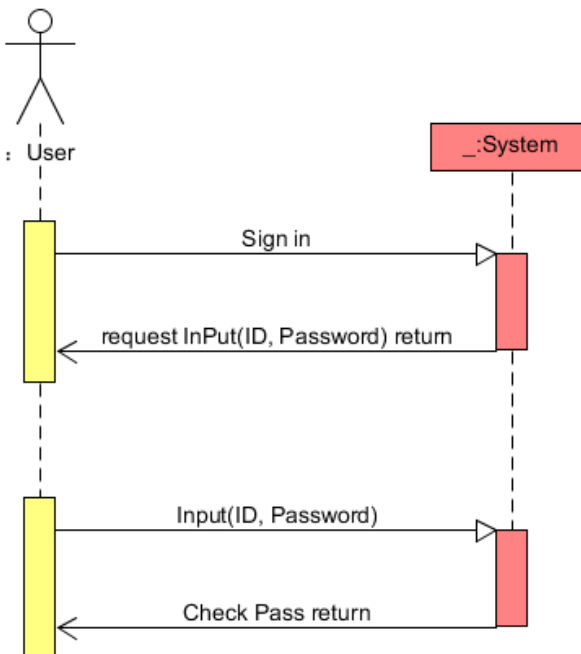 : User
_:System
Sign in
request InPut(ID, Password) return
Input(ID, Password)
Check Pass return